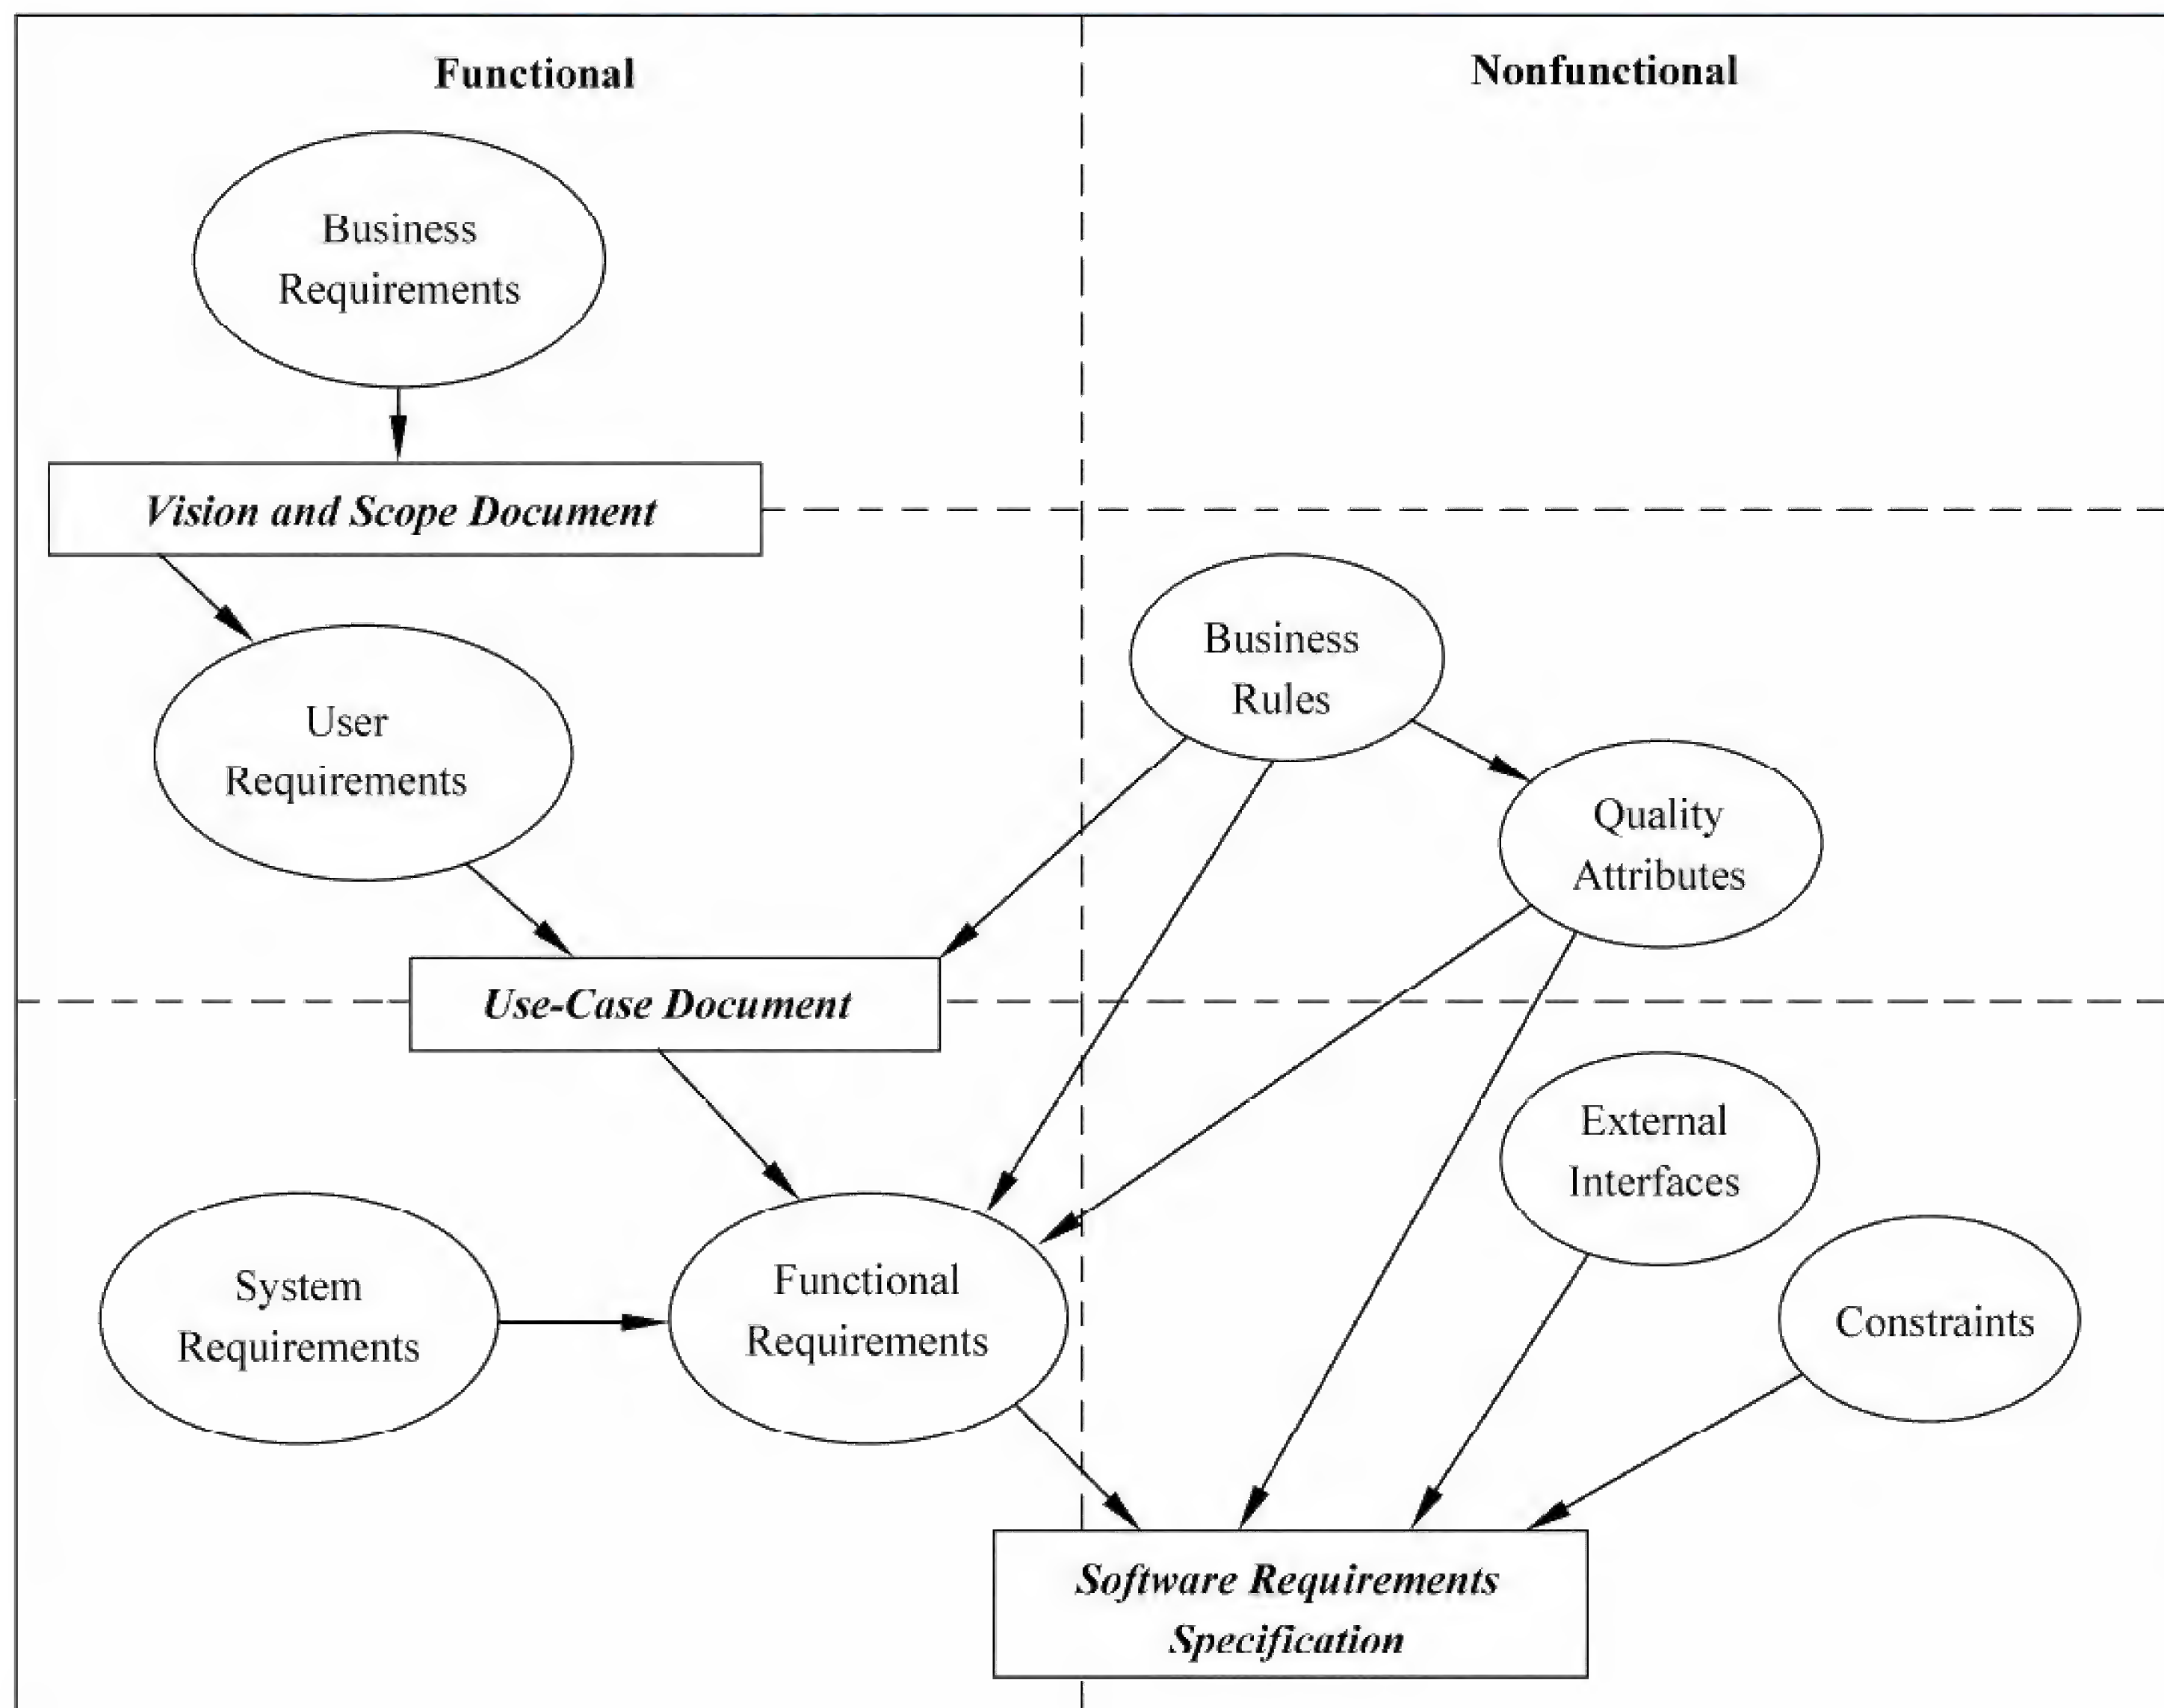 Functional
Nonfunctional
Business
Requirements
Vision and Scope Document
Business
Rules
User
Requirements
Quality
Attributes
Use-Case Document
External
Interfaces
System
Requirements
Functional
Requirements
Constraints
Software Requirements
Specification